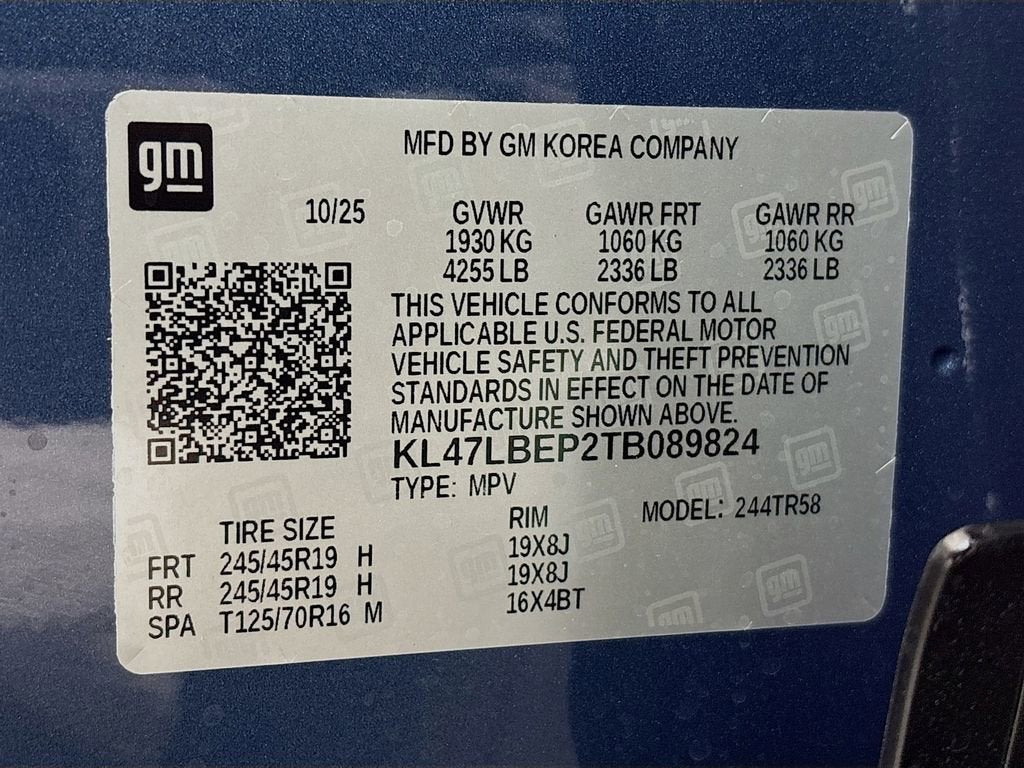 gm
MFD BY GM KOREA COMPANY
10/25 GVWR GAWR FRT GAWR RR
1930 KG 1060 KG 1060 KG
4255 LB 2336 LB 2336 LB
THIS VEHICLE CONFORMS TO ALL
APPLICABLE U.S. FEDERAL MOTOR
VEHICLE SAFETY AND THEFT PREVENTION
STANDARDS IN EFFECT ON THE DATE OF
MANUFACTURE SHOWN ABOVE.
KL47LBEP2TB089824
TYPE: MPV MODEL: 244TR58
TIRE SIZE RIM
FRT 245/45R19 H 19X8J
RR 245/45R19 H 19X8J
SPA T125/70R16 M 16X4BT